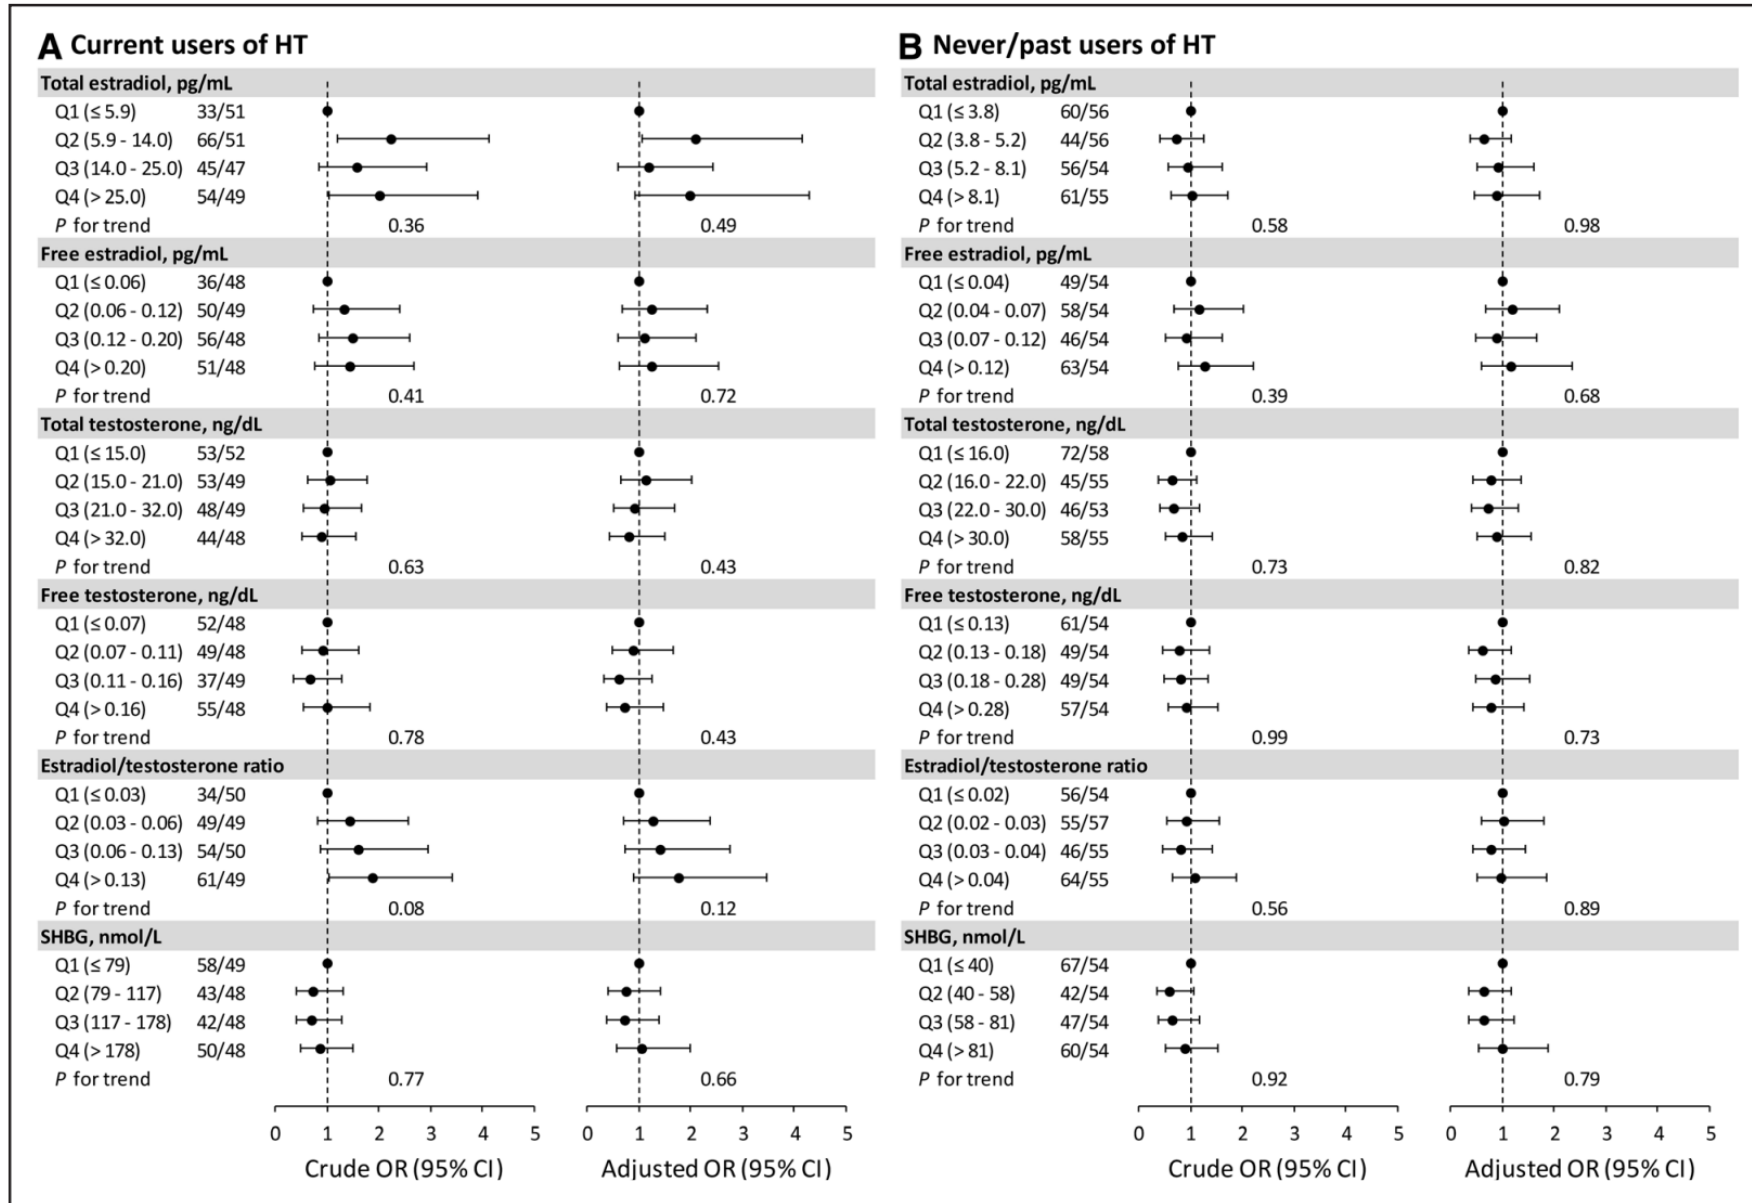 A Current users of HT
Total estradiol, pg/mL
Q1 (≤ 5.9) 33/51
Q2 (5.9 - 14.0) 66/51
Q3 (14.0 - 25.0) 45/47
Q4 (> 25.0) 54/49
P for trend 0.36 0.49
Free estradiol, pg/mL
Q1 (≤ 0.06) 36/48
Q2 (0.06 - 0.12) 50/49
Q3 (0.12 - 0.20) 56/48
Q4 (> 0.20) 51/48
P for trend 0.41 0.72
Total testosterone, ng/dL
Q1 (≤ 15.0) 53/52
Q2 (15.0 - 21.0) 53/49
Q3 (21.0 - 32.0) 48/49
Q4 (> 32.0) 44/48
P for trend 0.63 0.43
Free testosterone, ng/dL
Q1 (≤ 0.07) 52/48
Q2 (0.07 - 0.11) 49/48
Q3 (0.11 - 0.16) 37/49
Q4 (> 0.16) 55/48
P for trend 0.78 0.43
Estradiol/testosterone ratio
Q1 (≤ 0.03) 34/50
Q2 (0.03 - 0.06) 49/49
Q3 (0.06 - 0.13) 54/50
Q4 (> 0.13) 61/49
P for trend 0.08 0.12
SHBG, nmol/L
Q1 (≤ 79) 58/49
Q2 (79 - 117) 43/48
Q3 (117 - 178) 42/48
Q4 (> 178) 50/48
P for trend 0.77 0.66
0 1 2 3 4 5 0 1 2 3 4 5
Crude OR (95% CI) Adjusted OR (95% CI)
B Never/past users of HT
Total estradiol, pg/mL
Q1 (≤ 3.8) 60/56
Q2 (3.8 - 5.2) 44/56
Q3 (5.2 - 8.1) 56/54
Q4 (> 8.1) 61/55
P for trend 0.58 0.98
Free estradiol, pg/mL
Q1 (≤ 0.04) 49/54
Q2 (0.04 - 0.07) 58/54
Q3 (0.07 - 0.12) 46/54
Q4 (> 0.12) 63/54
P for trend 0.39 0.68
Total testosterone, ng/dL
Q1 (≤ 16.0) 72/58
Q2 (16.0 - 22.0) 45/55
Q3 (22.0 - 30.0) 46/53
Q4 (> 30.0) 58/55
P for trend 0.73 0.82
Free testosterone, ng/dL
Q1 (≤ 0.13) 61/54
Q2 (0.13 - 0.18) 49/54
Q3 (0.18 - 0.28) 49/54
Q4 (> 0.28) 57/54
P for trend 0.99 0.73
Estradiol/testosterone ratio
Q1 (≤ 0.02) 56/54
Q2 (0.02 - 0.03) 55/57
Q3 (0.03 - 0.04) 46/55
Q4 (> 0.04) 64/55
P for trend 0.56 0.89
SHBG, nmol/L
Q1 (≤ 40) 67/54
Q2 (40 - 58) 42/54
Q3 (58 - 81) 47/54
Q4 (> 81) 60/54
P for trend 0.92 0.79
0 1 2 3 4 5 0 1 2 3 4 5
Crude OR (95% CI) Adjusted OR (95% CI)